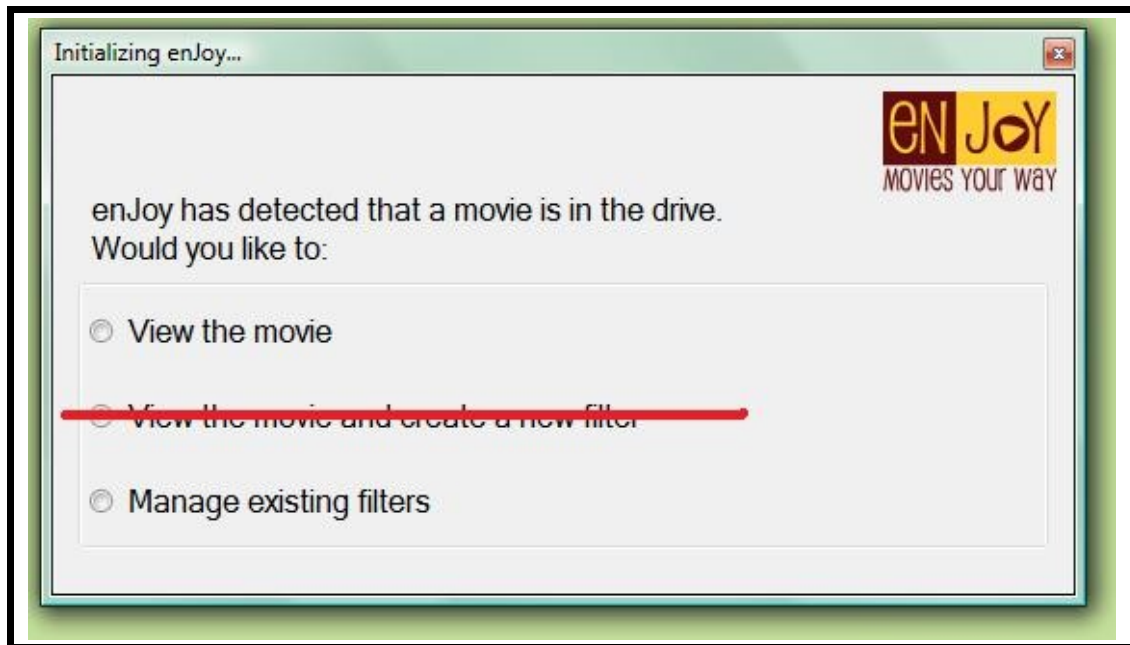 Initializing enJoy...
eN JoY
MOVIES YOUR WAY
enJoy has detected that a movie is in the drive.
Would you like to:
View the movie
View the movie and create a new filter
Manage existing filters